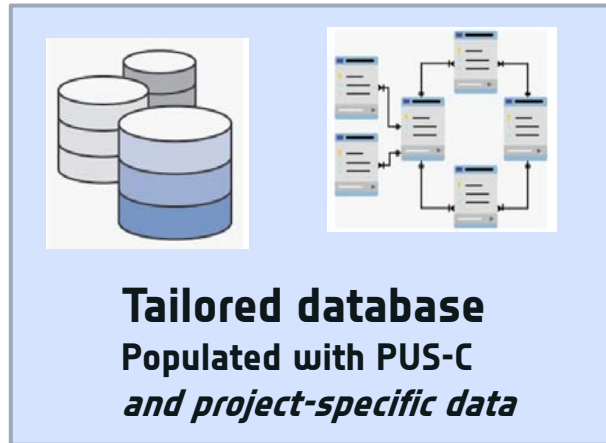 Tailored database
Populated with PUS-C
and project-specific data